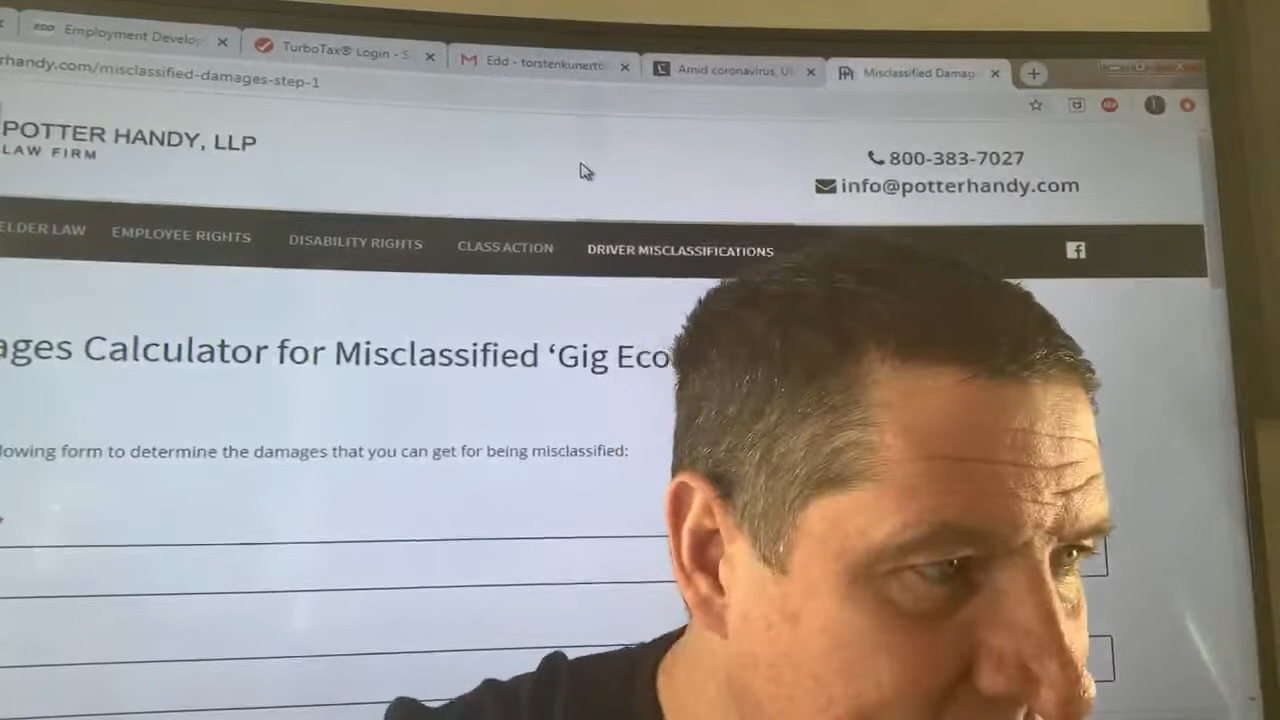 EDD Employment Develo
TurboTax® Login - S
Edd - torstenkunert6
Amid coronavirus, U
Misclassified Damag
rhandy.com/misclassified-damages-step-1
POTTER HANDY, LLP
LAW FIRM
800-383-7027
info@potterhandy.com
ELDER LAW EMPLOYEE RIGHTS DISABILITY RIGHTS CLASS ACTION DRIVER MISCLASSIFICATIONS
ages Calculator for Misclassified ‘Gig Eco
lowing form to determine the damages that you can get for being misclassified:
*